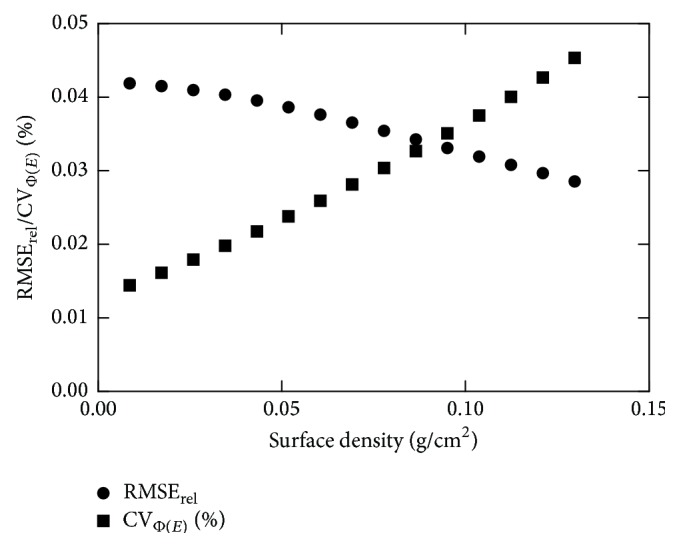 0.05
0.04
0.03
0.02
0.01
0.00
RMSE_rel/CV_Φ(E) (%)
0.00 0.05 0.10 0.15
Surface density (g/cm²)
RMSE_rel
CV_Φ(E) (%)